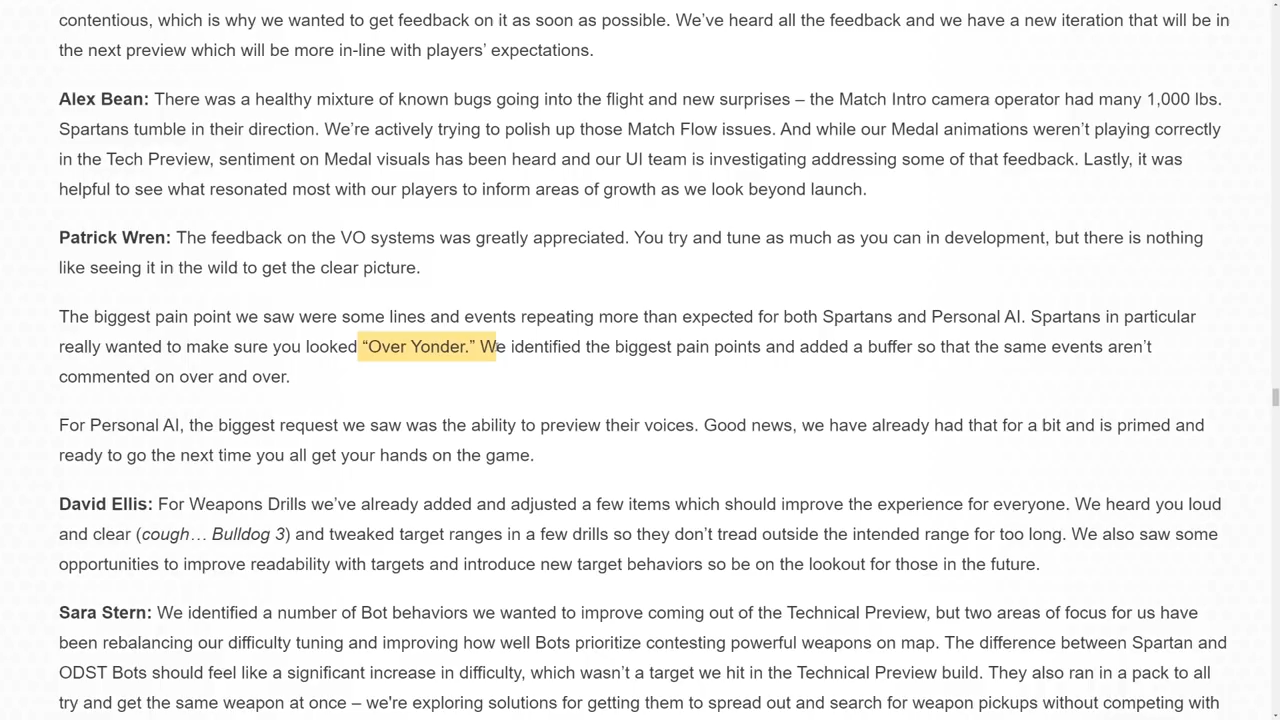 contentious, which is why we wanted to get feedback on it as soon as possible. We’ve heard all the feedback and we have a new iteration that will be in
the next preview which will be more in-line with players’ expectations.
Alex Bean: There was a healthy mixture of known bugs going into the flight and new surprises – the Match Intro camera operator had many 1,000 lbs.
Spartans tumble in their direction. We’re actively trying to polish up those Match Flow issues. And while our Medal animations weren’t playing correctly
in the Tech Preview, sentiment on Medal visuals has been heard and our UI team is investigating addressing some of that feedback. Lastly, it was
helpful to see what resonated most with our players to inform areas of growth as we look beyond launch.
Patrick Wren: The feedback on the VO systems was greatly appreciated. You try and tune as much as you can in development, but there is nothing
like seeing it in the wild to get the clear picture.
The biggest pain point we saw were some lines and events repeating more than expected for both Spartans and Personal AI. Spartans in particular
really wanted to make sure you looked “Over Yonder.” We identified the biggest pain points and added a buffer so that the same events aren’t
commented on over and over.
For Personal AI, the biggest request we saw was the ability to preview their voices. Good news, we have already had that for a bit and is primed and
ready to go the next time you all get your hands on the game.
David Ellis: For Weapons Drills we’ve already added and adjusted a few items which should improve the experience for everyone. We heard you loud
and clear (cough… Bulldog 3) and tweaked target ranges in a few drills so they don’t tread outside the intended range for too long. We also saw some
opportunities to improve readability with targets and introduce new target behaviors so be on the lookout for those in the future.
Sara Stern: We identified a number of Bot behaviors we wanted to improve coming out of the Technical Preview, but two areas of focus for us have
been rebalancing our difficulty tuning and improving how well Bots prioritize contesting powerful weapons on map. The difference between Spartan and
ODST Bots should feel like a significant increase in difficulty, which wasn’t a target we hit in the Technical Preview build. They also ran in a pack to all
try and get the same weapon at once – we're exploring solutions for getting them to spread out and search for weapon pickups without competing with